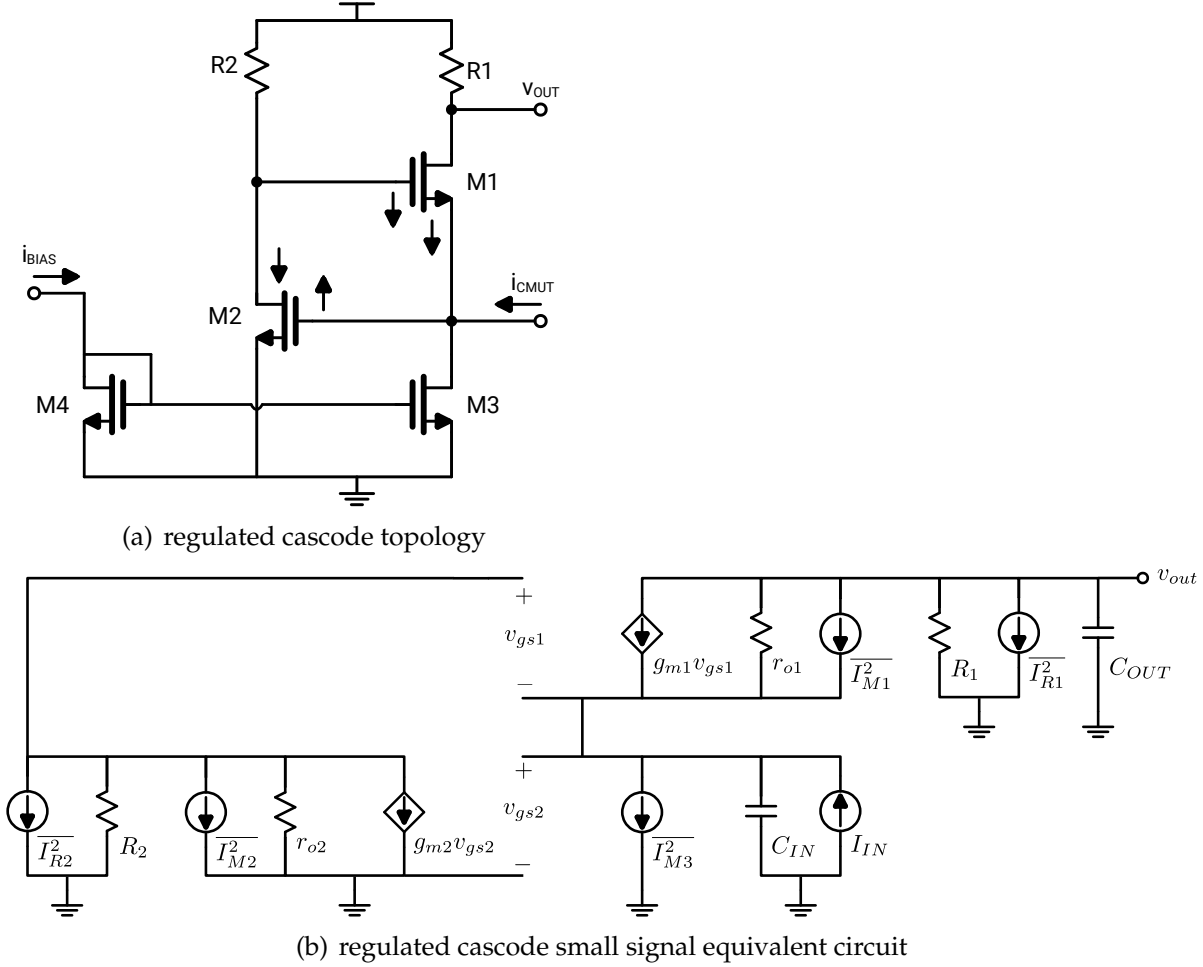 R2
R1
vOUT
M1
iBIAS
iCMUT
M2
M4
M3
(a) regulated cascode topology
+
vgs1
−
gm1vgs1
ro1
I²M1
R1
I²R1
COUT
vout
+
vgs2
−
I²R2
R2
I²M2
ro2
gm2vgs2
I²M3
CIN
IIN
(b) regulated cascode small signal equivalent circuit